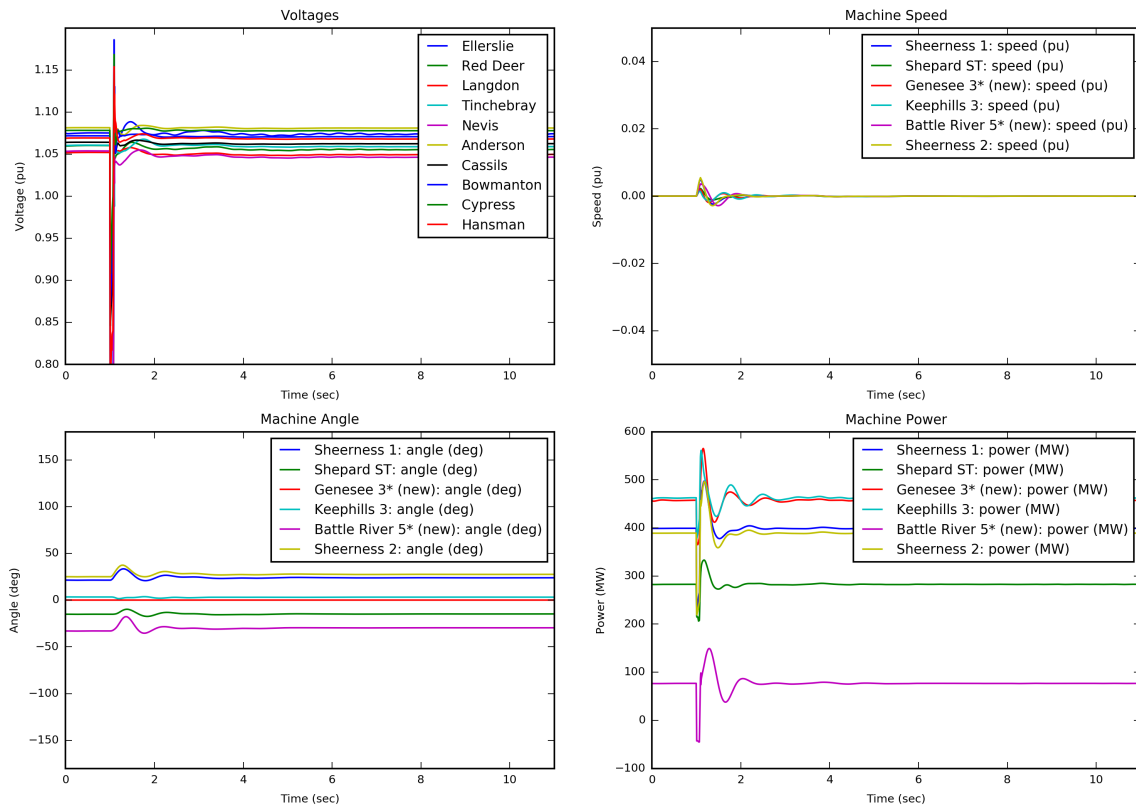 Voltages
Voltage (pu)
1.15
1.10
1.05
1.00
0.95
0.90
0.85
0.80
0 2 4 6 8 10
Time (sec)
Ellerslie
Red Deer
Langdon
Tinchebray
Nevis
Anderson
Cassils
Bowmanton
Cypress
Hansman
Machine Speed
Speed (pu)
0.04
0.02
0.00
−0.02
−0.04
0 2 4 6 8 10
Time (sec)
Sheerness 1: speed (pu)
Shepard ST: speed (pu)
Genesee 3* (new): speed (pu)
Keephills 3: speed (pu)
Battle River 5* (new): speed (pu)
Sheerness 2: speed (pu)
Machine Angle
Angle (deg)
150
100
50
0
−50
−100
−150
0 2 4 6 8 10
Time (sec)
Sheerness 1: angle (deg)
Shepard ST: angle (deg)
Genesee 3* (new): angle (deg)
Keephills 3: angle (deg)
Battle River 5* (new): angle (deg)
Sheerness 2: angle (deg)
Machine Power
Power (MW)
600
500
400
300
200
100
0
−100
0 2 4 6 8 10
Time (sec)
Sheerness 1: power (MW)
Shepard ST: power (MW)
Genesee 3* (new): power (MW)
Keephills 3: power (MW)
Battle River 5* (new): power (MW)
Sheerness 2: power (MW)